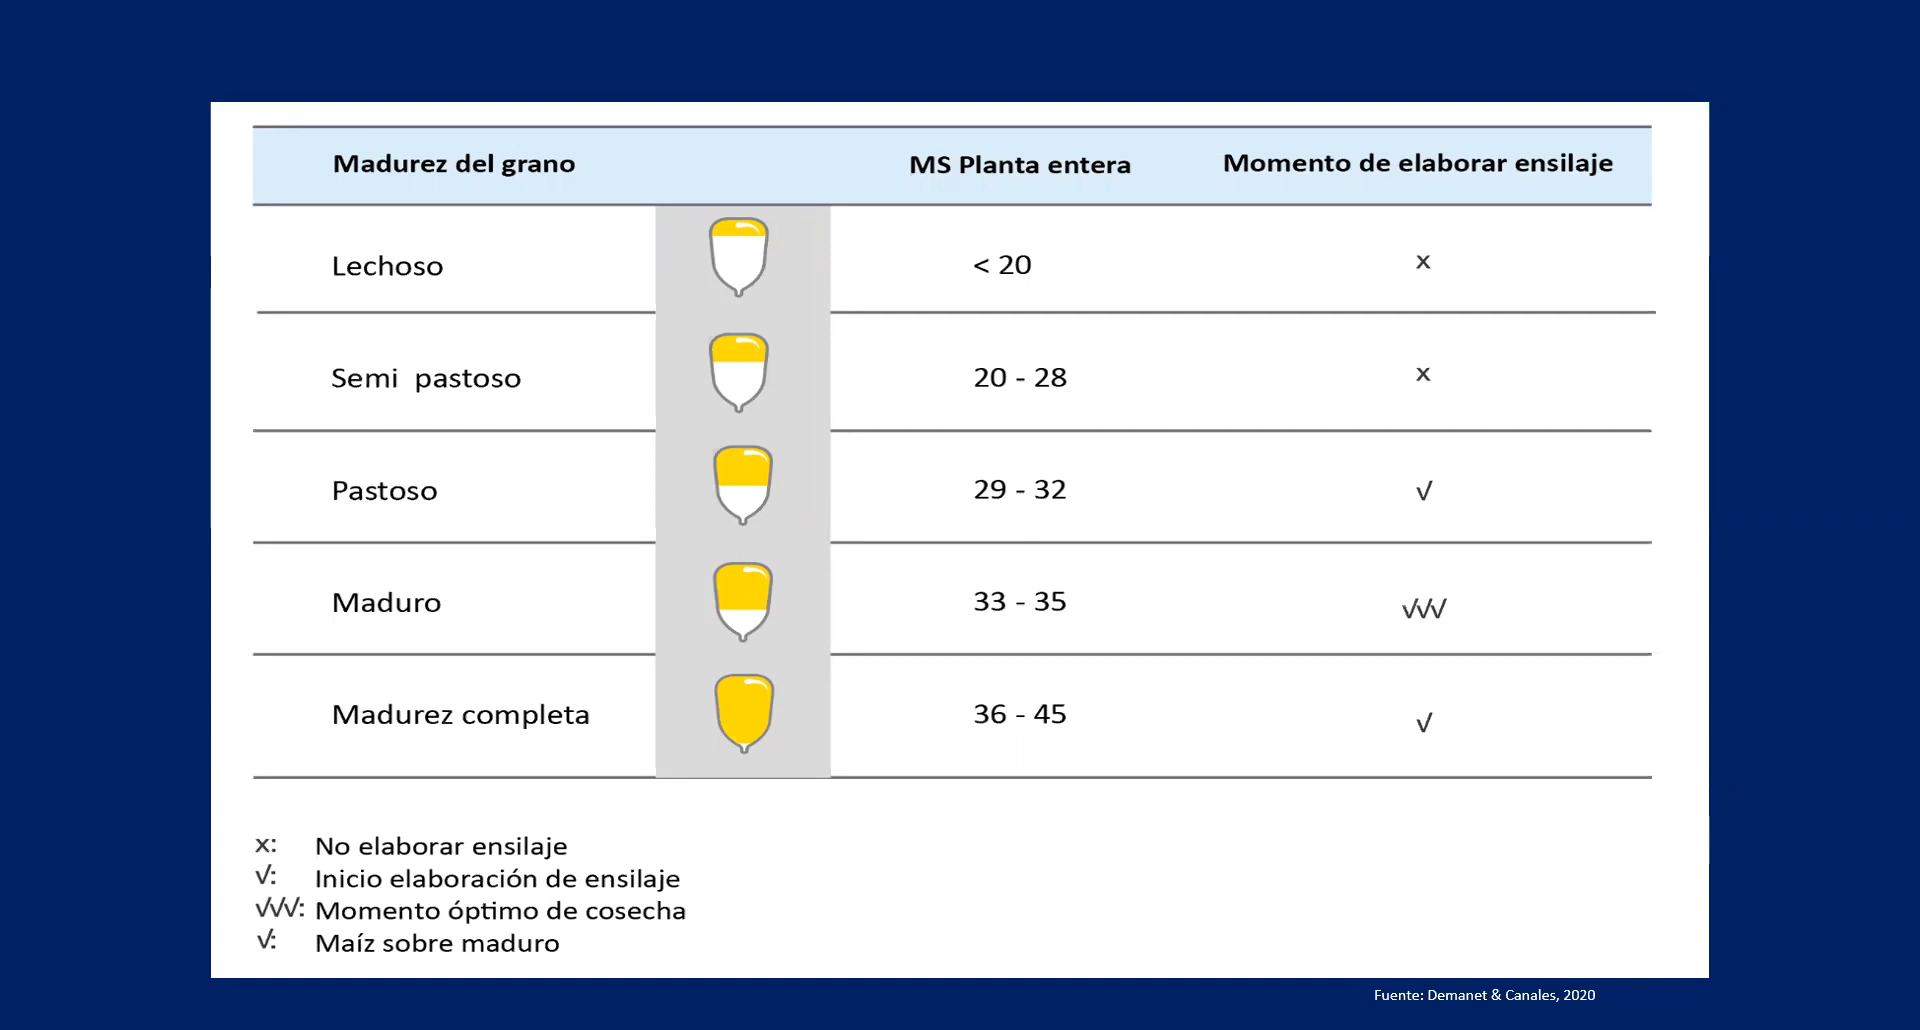 Madurez del grano MS Planta entera Momento de elaborar ensilaje
Lechoso < 20 x
Semi pastoso 20 - 28 x
Pastoso 29 - 32 √
Maduro 33 - 35 √√√
Madurez completa 36 - 45 √
x: No elaborar ensilaje
√: Inicio elaboración de ensilaje
√√√: Momento óptimo de cosecha
√: Maíz sobre maduro
Fuente: Demanet & Canales, 2020